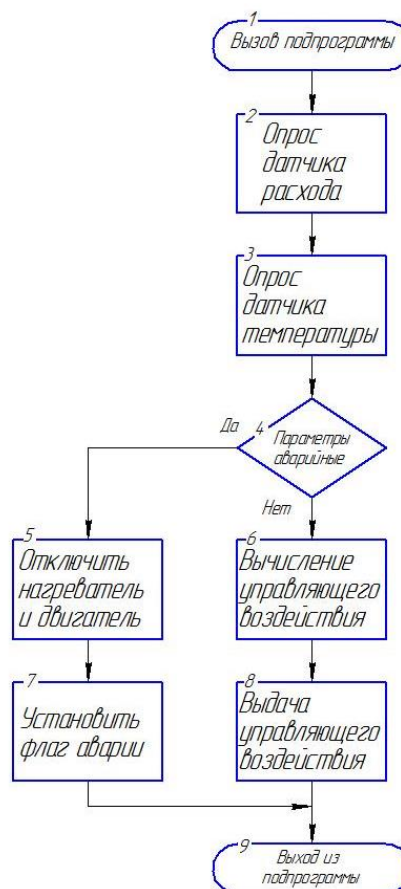 1
Вызов подпрограммы
2
Опрос
датчика
расхода
3
Опрос
датчика
температуры
Да
4
Параметры
аварийные
Нет
5
Отключить
нагреватель
и двигатель
6
Вычисление
управляющего
воздействия
7
Установить
флаг аварии
8
Выдача
управляющего
воздействия
9
Выход из
подпрограммы